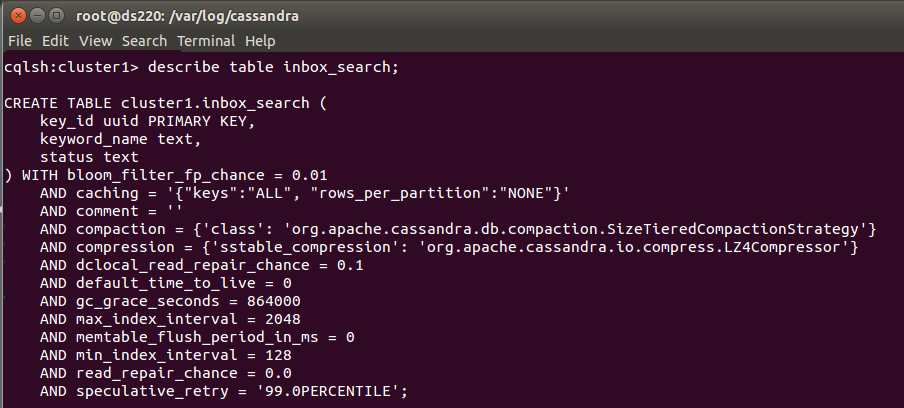 root@ds220: /var/log/cassandra
File Edit View Search Terminal Help
cqlsh:cluster1> describe table inbox_search;
CREATE TABLE cluster1.inbox_search (
    key_id uuid PRIMARY KEY,
    keyword_name text,
    status text
) WITH bloom_filter_fp_chance = 0.01
    AND caching = '{"keys":"ALL", "rows_per_partition":"NONE"}'
    AND comment = ''
    AND compaction = {'class': 'org.apache.cassandra.db.compaction.SizeTieredCompactionStrategy'}
    AND compression = {'sstable_compression': 'org.apache.cassandra.io.compress.LZ4Compressor'}
    AND dclocal_read_repair_chance = 0.1
    AND default_time_to_live = 0
    AND gc_grace_seconds = 864000
    AND max_index_interval = 2048
    AND memtable_flush_period_in_ms = 0
    AND min_index_interval = 128
    AND read_repair_chance = 0.0
    AND speculative_retry = '99.0PERCENTILE';